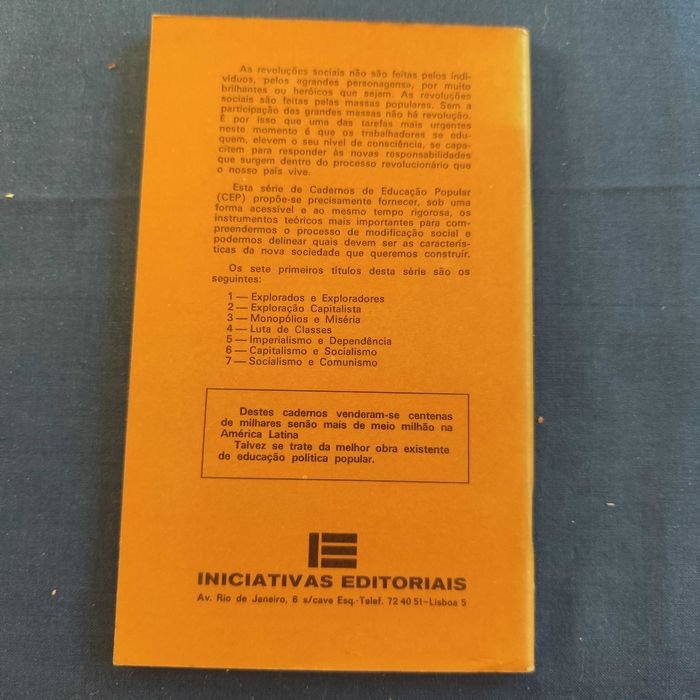 As revoluções sociais não são feitas pelos indi-
víduos, pelos «grandes personagens», por muito
brilhantes ou heróicos que sejam. As revoluções
sociais são feitas pelas massas populares. Sem a
participação das grandes massas não há revolução.
É por isso que uma das tarefas mais urgentes
neste momento é que os trabalhadores se edu-
quem, elevem o seu nível de consciência, se capa-
citem para responder às novas responsabilidades
que surgem dentro do processo revolucionário que
o nosso país vive.
Esta série de Cadernos de Educação Popular
(CEP) propõe-se precisamente fornecer, sob uma
forma acessível e ao mesmo tempo rigorosa, os
instrumentos teóricos mais importantes para com-
preendermos o processo de modificação social e
podermos delinear quais devem ser as caracterís-
ticas da nova sociedade que queremos construir.
Os sete primeiros títulos desta série são os
seguintes:
1 — Explorados e Exploradores
2 — Exploração Capitalista
3 — Monopólios e Miséria
4 — Luta de Classes
5 — Imperialismo e Dependência
6 — Capitalismo e Socialismo
7 — Socialismo e Comunismo
Destes cadernos venderam-se centenas
de milhares senão mais de meio milhão na
América Latina
Talvez se trate da melhor obra existente
de educação política popular.
IE
INICIATIVAS EDITORIAIS
Av. Rio de Janeiro, 6 s/cave Esq.-Telef. 72 40 51-Lisboa 5